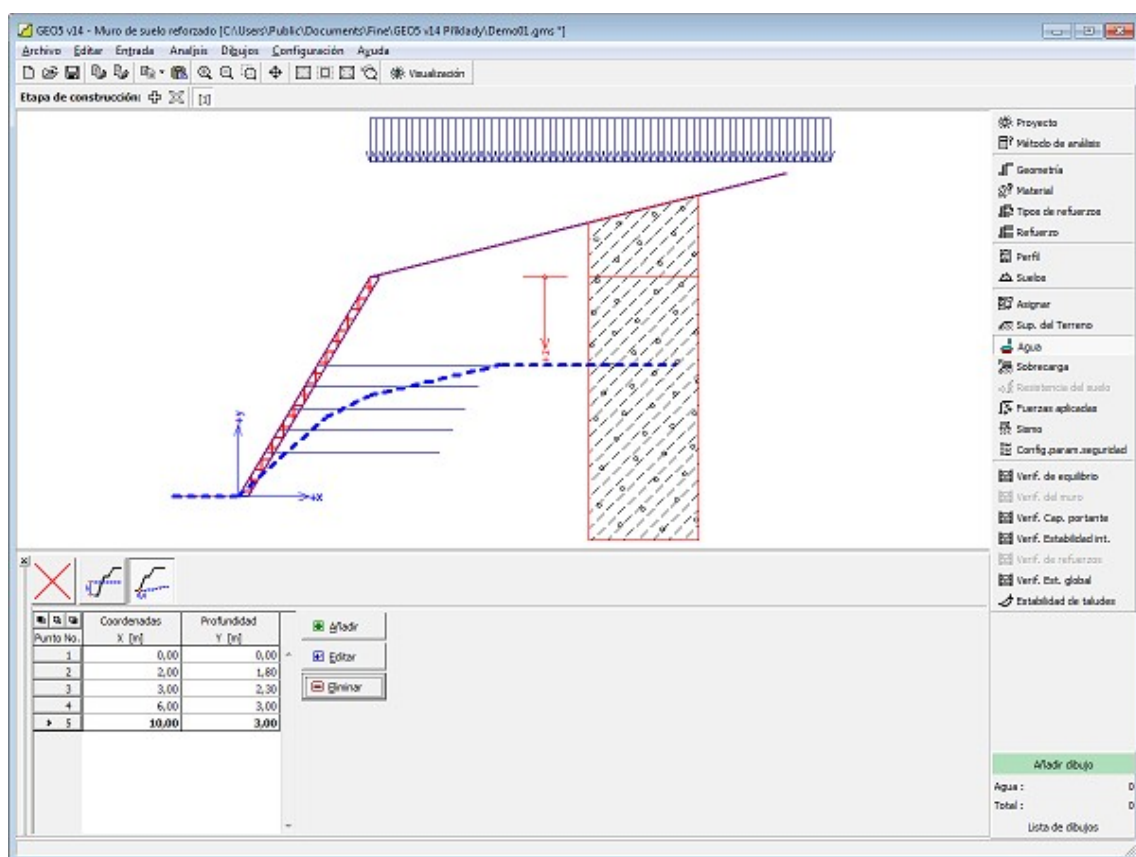 GEO5 v14 - Muro de suelo reforzado [C:\Users\Public\Documents\Fine\GEO5 v14 Příklady\Demo01.gms *]
Archivo Editar Entrada Analisis Dibujos Configuración Ayuda
Visualización
Etapa de construcción: [1]
Proyecto
Método de análisis
Geometría
Material
Tipos de refuerzos
Refuerzo
Perfil
Suelos
Asignar
Sup. del Terreno
Agua
Sobrecarga
Resistencia del suelo
Fuerzas aplicadas
Sismo
Config.param.seguridad
Verif. de equilibrio
Verif. del muro
Verif. Cap. portante
Verif. Estabilidad int.
Verif. de refuerzos
Verif. Est. global
Estabilidad de taludes
+z
+y
+x
Coordenadas Profundidad
Punto No. X [m] Y [m]
1 0,00 0,00
2 2,00 1,80
3 3,00 2,30
4 6,00 3,00
5 10,00 3,00
Añadir
Editar
Eliminar
Añadir dibujo
Agua : 0
Total : 0
Lista de dibujos